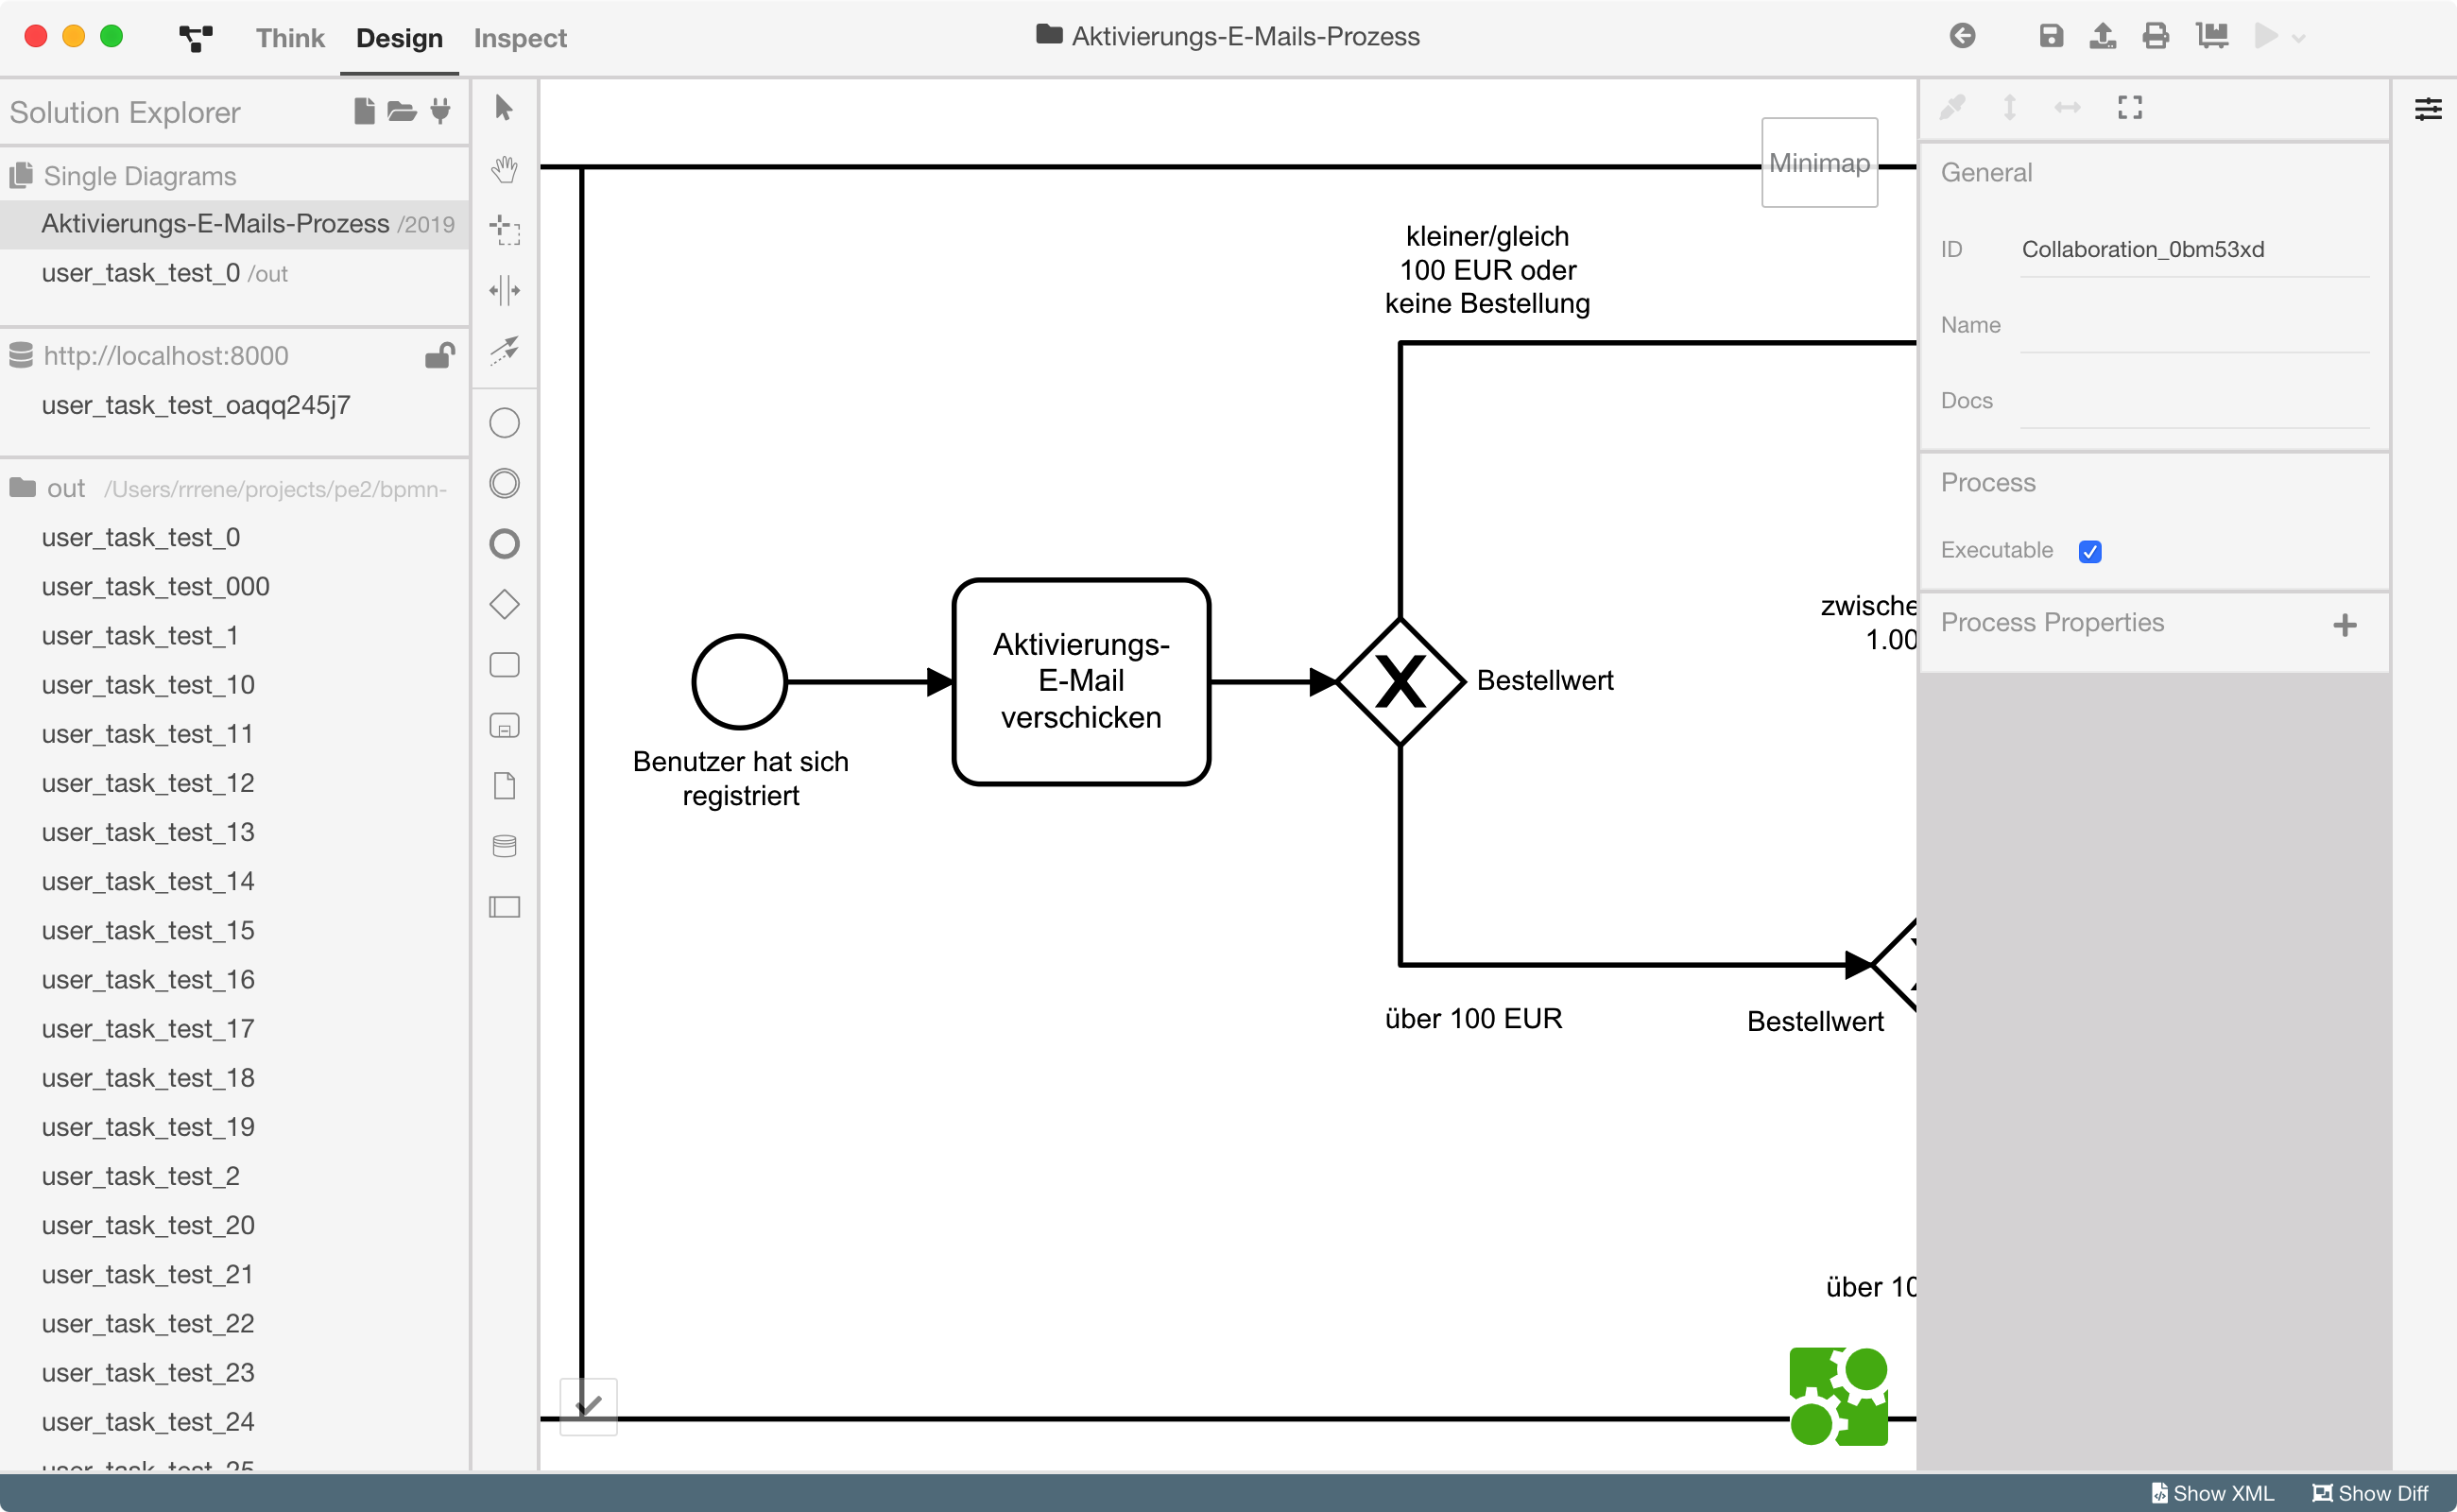 Think Design Inspect
Aktivierungs-E-Mails-Prozess
Solution Explorer
Single Diagrams
Aktivierungs-E-Mails-Prozess /2019
user_task_test_0 /out
http://localhost:8000
user_task_test_oaqq245j7
out /Users/rrrene/projects/pe2/bpmn-
user_task_test_0
user_task_test_000
user_task_test_1
user_task_test_10
user_task_test_11
user_task_test_12
user_task_test_13
user_task_test_14
user_task_test_15
user_task_test_16
user_task_test_17
user_task_test_18
user_task_test_19
user_task_test_2
user_task_test_20
user_task_test_21
user_task_test_22
user_task_test_23
user_task_test_24
user_task_test_25
Minimap
kleiner/gleich
100 EUR oder
keine Bestellung
zwische
1.00
Aktivierungs-
E-Mail
verschicken
Bestellwert
Benutzer hat sich
registriert
über 100 EUR
Bestellwert
über 10
General
ID Collaboration_0bm53xd
Name
Docs
Process
Executable
Process Properties
Show XML Show Diff